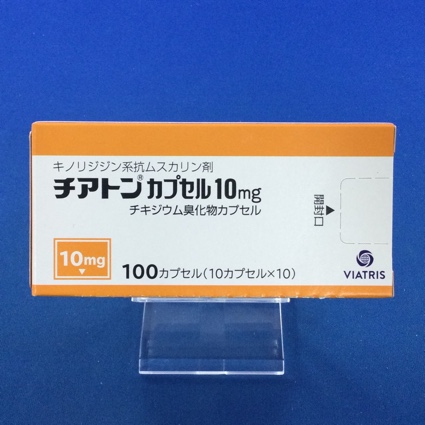 キノリジジン系抗ムスカリン剤
チアトン®カプセル10mg
チキジウム臭化物カプセル
開封口
10mg
100カプセル(10カプセル×10)
VIATRIS